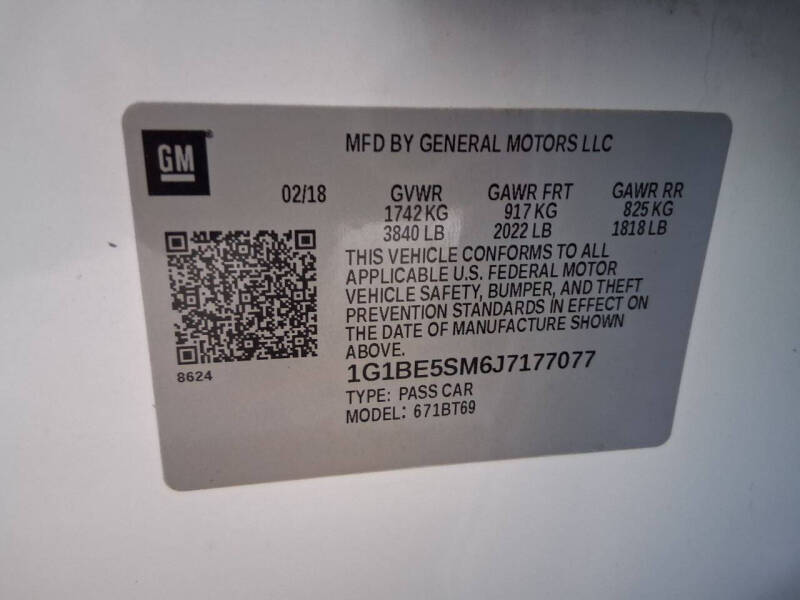 GM
MFD BY GENERAL MOTORS LLC
02/18 GVWR GAWR FRT GAWR RR
1742 KG 917 KG 825 KG
3840 LB 2022 LB 1818 LB
THIS VEHICLE CONFORMS TO ALL
APPLICABLE U.S. FEDERAL MOTOR
VEHICLE SAFETY, BUMPER, AND THEFT
PREVENTION STANDARDS IN EFFECT ON
THE DATE OF MANUFACTURE SHOWN
ABOVE.
8624
1G1BE5SM6J7177077
TYPE: PASS CAR
MODEL: 671BT69